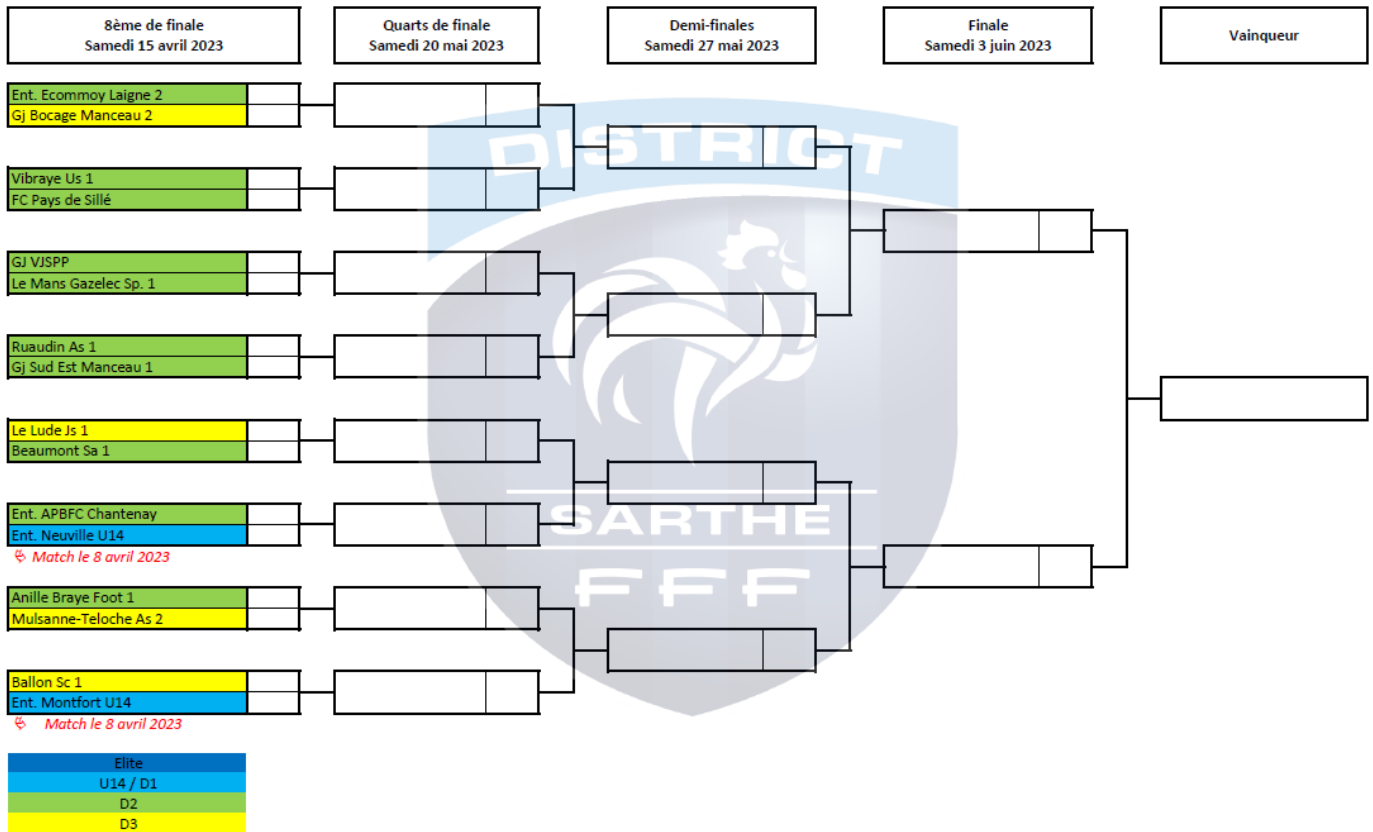 8ème de finale
Samedi 15 avril 2023
Quarts de finale
Samedi 20 mai 2023
Demi-finales
Samedi 27 mai 2023
Finale
Samedi 3 juin 2023
Vainqueur
Ent. Ecommoy Laigne 2
Gj Bocage Manceau 2
Vibraye Us 1
FC Pays de Sillé
GJ VJSPP
Le Mans Gazelec Sp. 1
Ruaudin As 1
Gj Sud Est Manceau 1
Le Lude Js 1
Beaumont Sa 1
Ent. APBFC Chantenay
Ent. Neuville U14
Match le 8 avril 2023
Anille Braye Foot 1
Mulsanne-Teloche As 2
Ballon Sc 1
Ent. Montfort U14
Match le 8 avril 2023
Elite
U14 / D1
D2
D3
DISTRICT
SARTHE
FFF